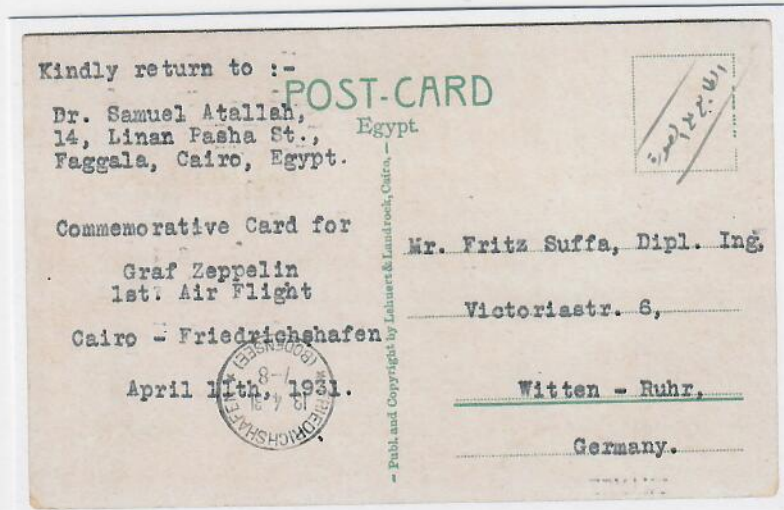 Kindly return to :-
Dr. Samuel Atallah,
14, Linan Pasha St.,
Faggala, Cairo, Egypt.
POST-CARD
Egypt.
Commemorative Card for
Graf Zeppelin
1st. Air Flight
Cairo - Friedrichshafen
April 11th, 1931.
FRIEDRICHSHAFEN
(BODENSEE)
- Publ. and Copyright by Lehnert & Landrock, Cairo. -
Mr. Fritz Suffa, Dipl. Ing.
Victoriastr. 6,
Witten - Ruhr,
Germany.